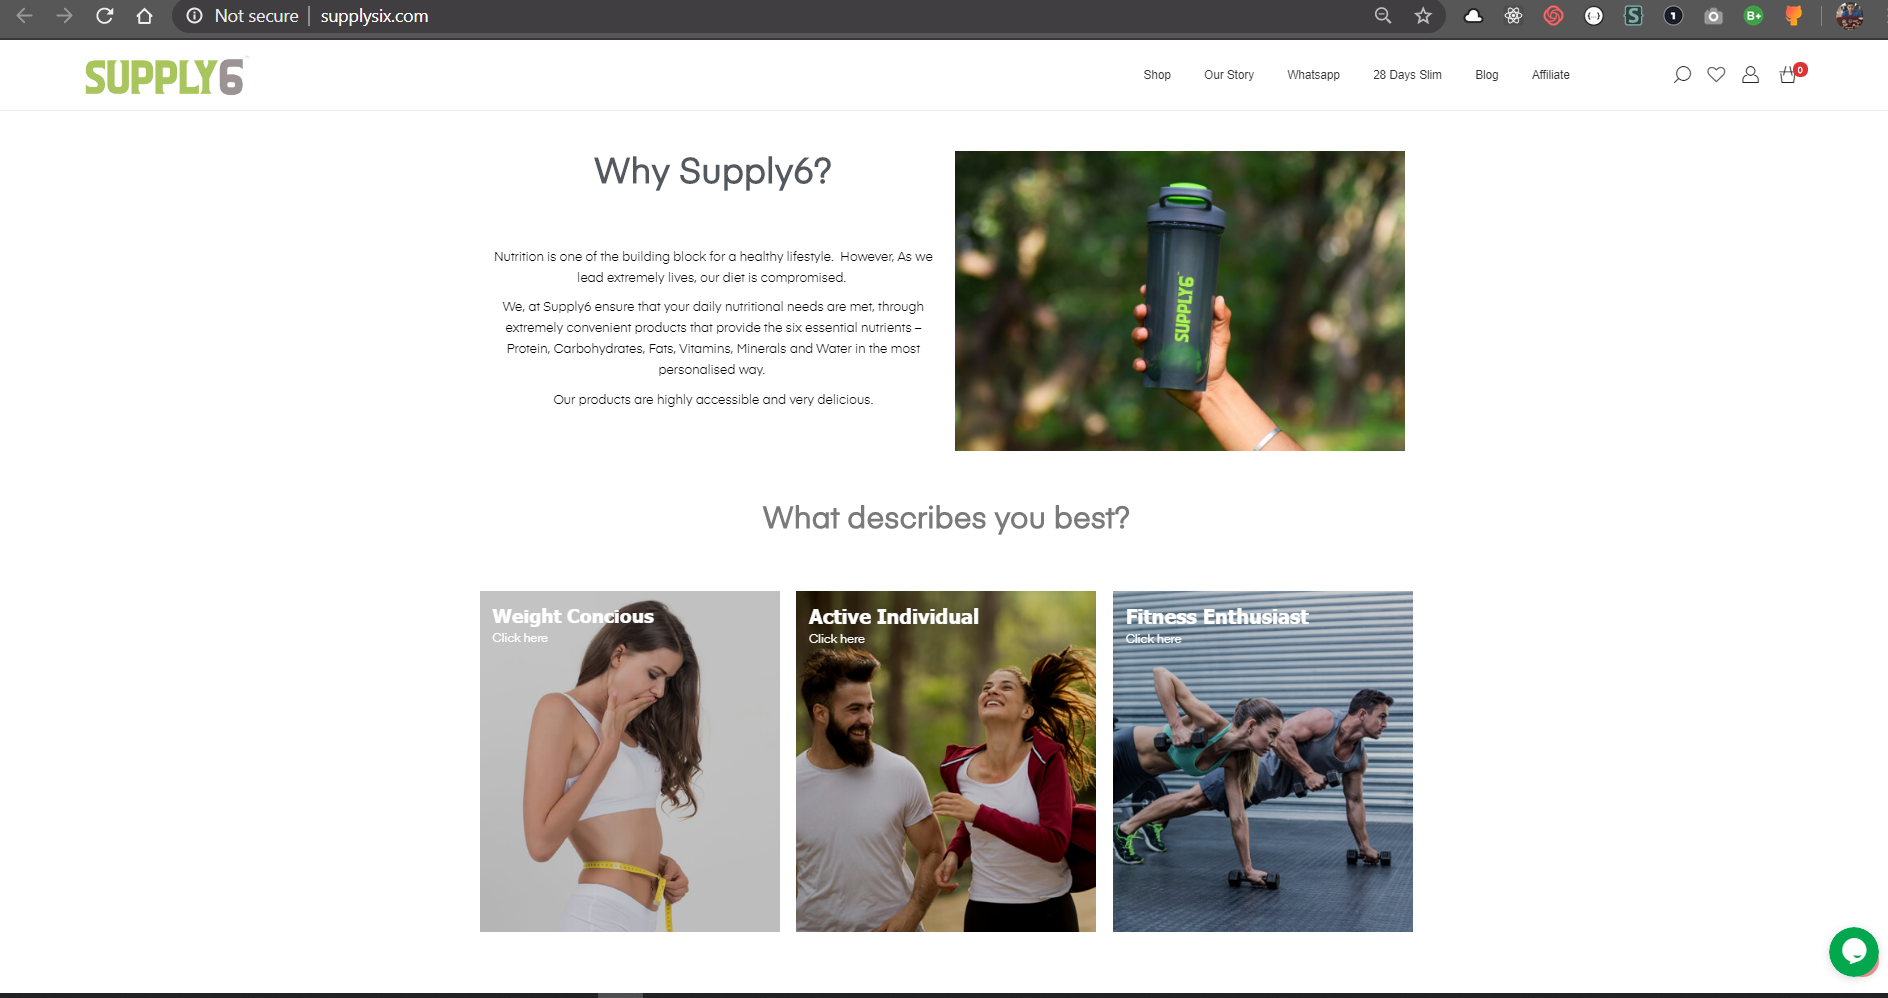 Not secure | supplysix.com
SUPPLY6
Shop Our Story Whatsapp 28 Days Slim Blog Affiliate
0
Why Supply6?
Nutrition is one of the building block for a healthy lifestyle.  However, As we
lead extremely lives, our diet is compromised.
We, at Supply6 ensure that your daily nutritional needs are met, through
extremely convenient products that provide the six essential nutrients –
Protein, Carbohydrates, Fats, Vitamins, Minerals and Water in the most
personalised way.
Our products are highly accessible and very delicious.
SUPPLY6
What describes you best?
Weight Concious
Click here
Active Individual
Click here
Fitness Enthusiast
Click here